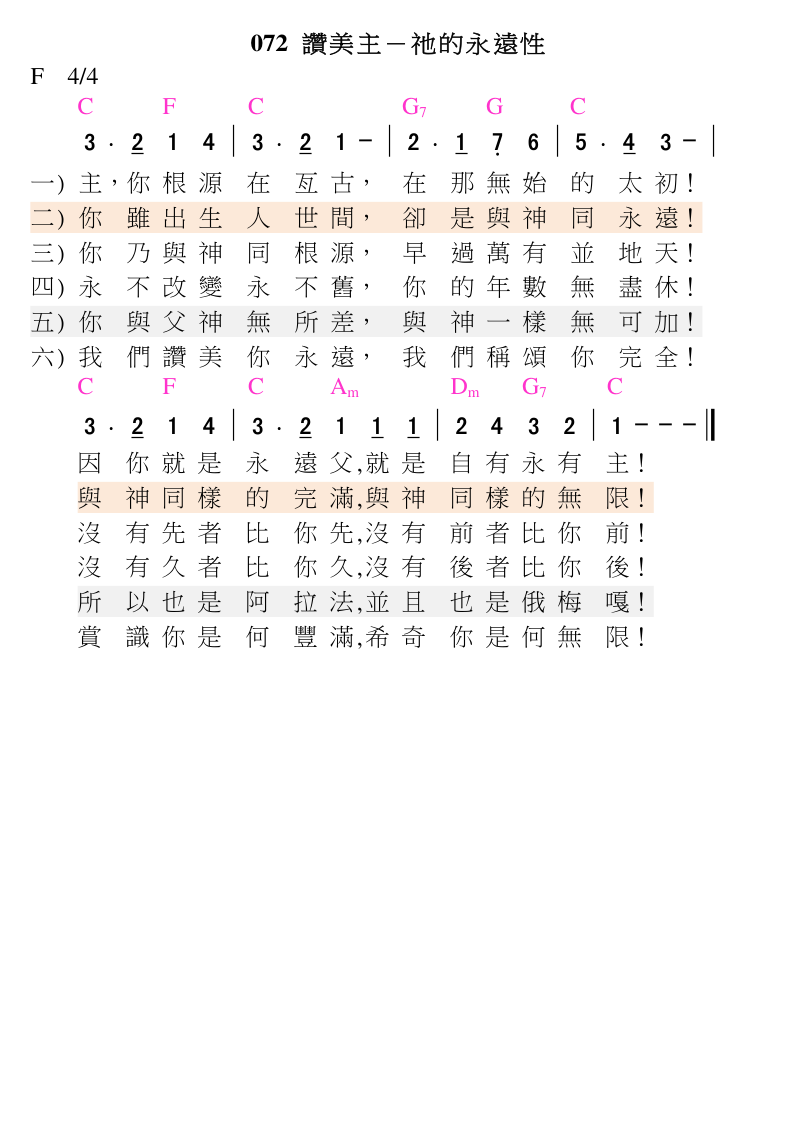 072 讚美主－祂的永遠性
F 4/4
C F C G7 G C
3 · 2 1 4 | 3 · 2 1 － | 2 · 1 7 6 | 5 · 4 3 － |
一) 主，你 根 源 在 亙 古， 在 那 無 始 的 太 初！
二) 你 雖 出 生 人 世 間， 卻 是 與 神 同 永 遠！
三) 你 乃 與 神 同 根 源， 早 過 萬 有 並 地 天！
四) 永 不 改 變 永 不 舊， 你 的 年 數 無 盡 休！
五) 你 與 父 神 無 所 差， 與 神 一 樣 無 可 加！
六) 我 們 讚 美 你 永 遠， 我 們 稱 頌 你 完 全！
C F C Am Dm G7 C
3 · 2 1 4 | 3 · 2 1 1 1 | 2 4 3 2 | 1 － － － ‖
因 你 就 是 永 遠 父,就 是 自 有 永 有 主！
與 神 同 樣 的 完 滿,與 神 同 樣 的 無 限！
沒 有 先 者 比 你 先,沒 有 前 者 比 你 前！
沒 有 久 者 比 你 久,沒 有 後 者 比 你 後！
所 以 也 是 阿 拉 法,並 且 也 是 俄 梅 嘎！
賞 識 你 是 何 豐 滿,希 奇 你 是 何 無 限！